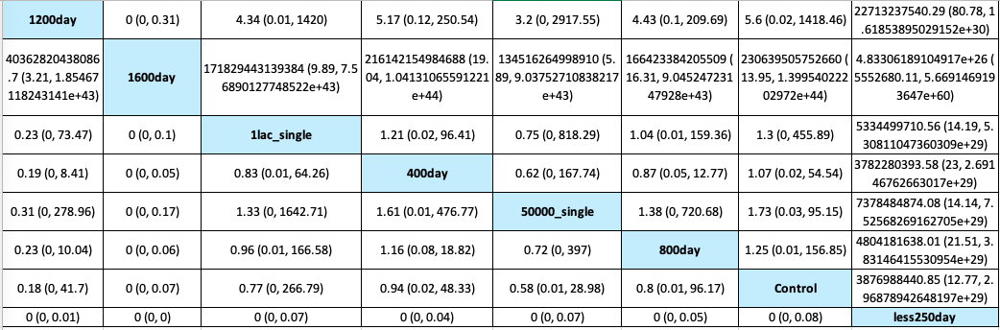 1200day 0 (0, 0.31) 4.34 (0.01, 1420) 5.17 (0.12, 250.54) 3.2 (0, 2917.55) 4.43 (0.1, 209.69) 5.6 (0.02, 1418.46) 22713237540.29 (80.78, 1
.61853895029152e+30)
40362820438086
.7 (3.21, 1.85467
118243141e+43)
1600day
171829443139384 (9.89, 7.5
6890127748522e+43)
216142154984688 (19.
04, 1.04131065591221
e+44)
134516264998910 (5.
89, 9.03752710838217
e+43)
166423384205509 (
16.31, 9.045247231
47928e+43)
230639505752660 (
13.95, 1.399540222
02972e+44)
4.83306189104917e+26 (
5552680.11, 5.669146919
3647e+60)
0.23 (0, 73.47) 0 (0, 0.1) 1lac_single 1.21 (0.02, 96.41) 0.75 (0, 818.29) 1.04 (0.01, 159.36) 1.3 (0, 455.89) 5334499710.56 (14.19, 5.
30811047360309e+29)
0.19 (0, 8.41) 0 (0, 0.05) 0.83 (0.01, 64.26) 400day 0.62 (0, 167.74) 0.87 (0.05, 12.77) 1.07 (0.02, 54.54) 3782280393.58 (23, 2.691
46762663017e+29)
0.31 (0, 278.96) 0 (0, 0.17) 1.33 (0, 1642.71) 1.61 (0.01, 476.77) 50000_single 1.38 (0, 720.68) 1.73 (0.03, 95.15) 7378484874.08 (14.14, 7.
52568269162705e+29)
0.23 (0, 10.04) 0 (0, 0.06) 0.96 (0.01, 166.58) 1.16 (0.08, 18.82) 0.72 (0, 397) 800day 1.25 (0.01, 156.85) 4804181638.01 (21.51, 3.
83146415530954e+29)
0.18 (0, 41.7) 0 (0, 0.07) 0.77 (0, 266.79) 0.94 (0.02, 48.33) 0.58 (0.01, 28.98) 0.8 (0.01, 96.17) Control 3876988440.85 (12.77, 2.
96878942648197e+29)
0 (0, 0.01) 0 (0, 0) 0 (0, 0.07) 0 (0, 0.04) 0 (0, 0.07) 0 (0, 0.05) 0 (0, 0.08) less250day